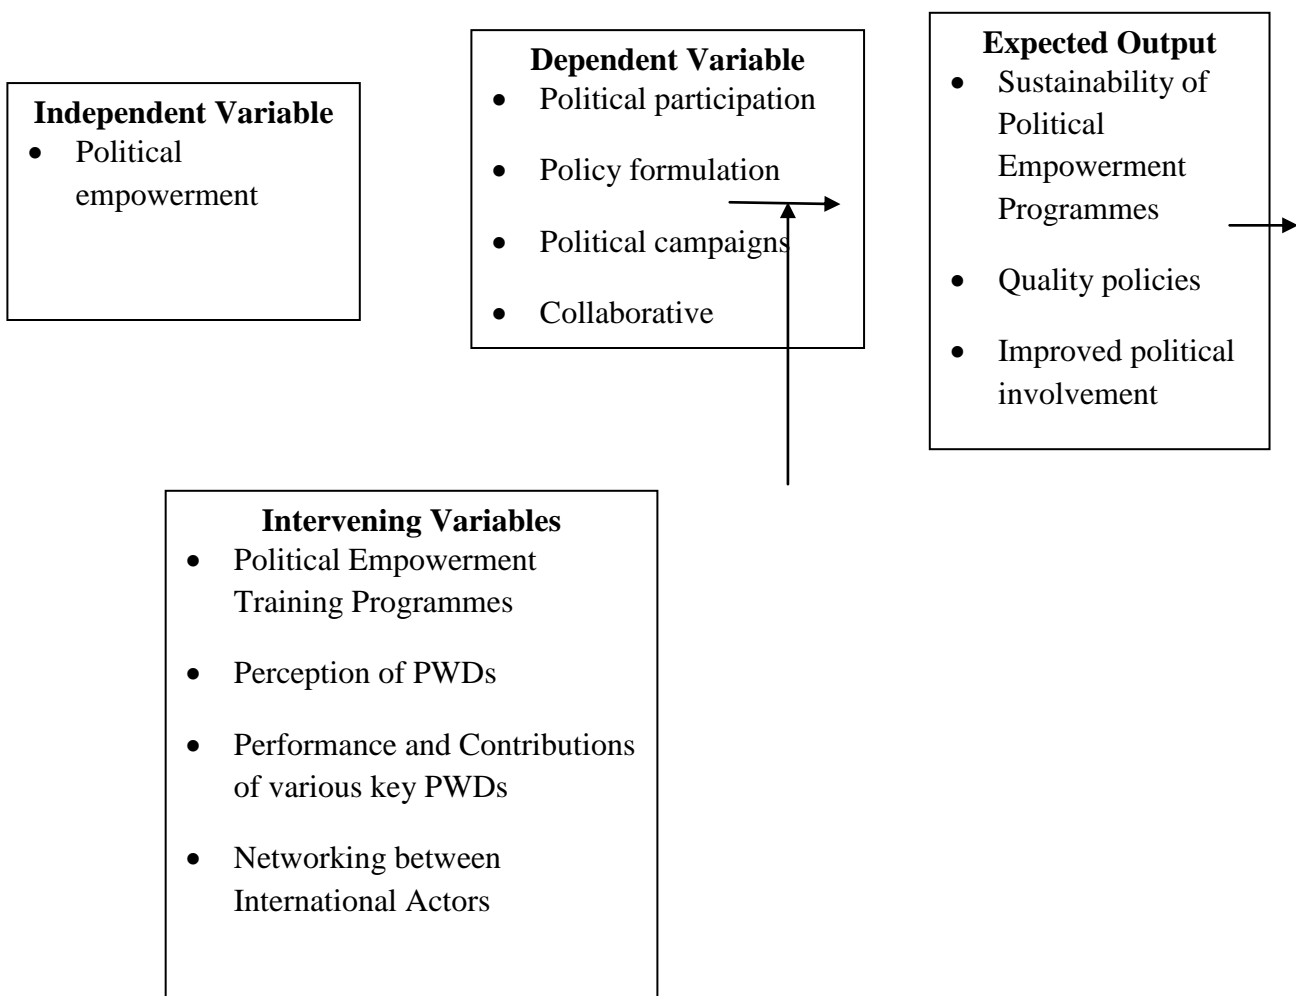 Independent Variable
• Political
empowerment
Dependent Variable
• Political participation
• Policy formulation
• Political campaigns
• Collaborative
Expected Output
• Sustainability of
Political
Empowerment
Programmes
• Quality policies
• Improved political
involvement
Intervening Variables
• Political Empowerment
Training Programmes
• Perception of PWDs
• Performance and Contributions
of various key PWDs
• Networking between
International Actors